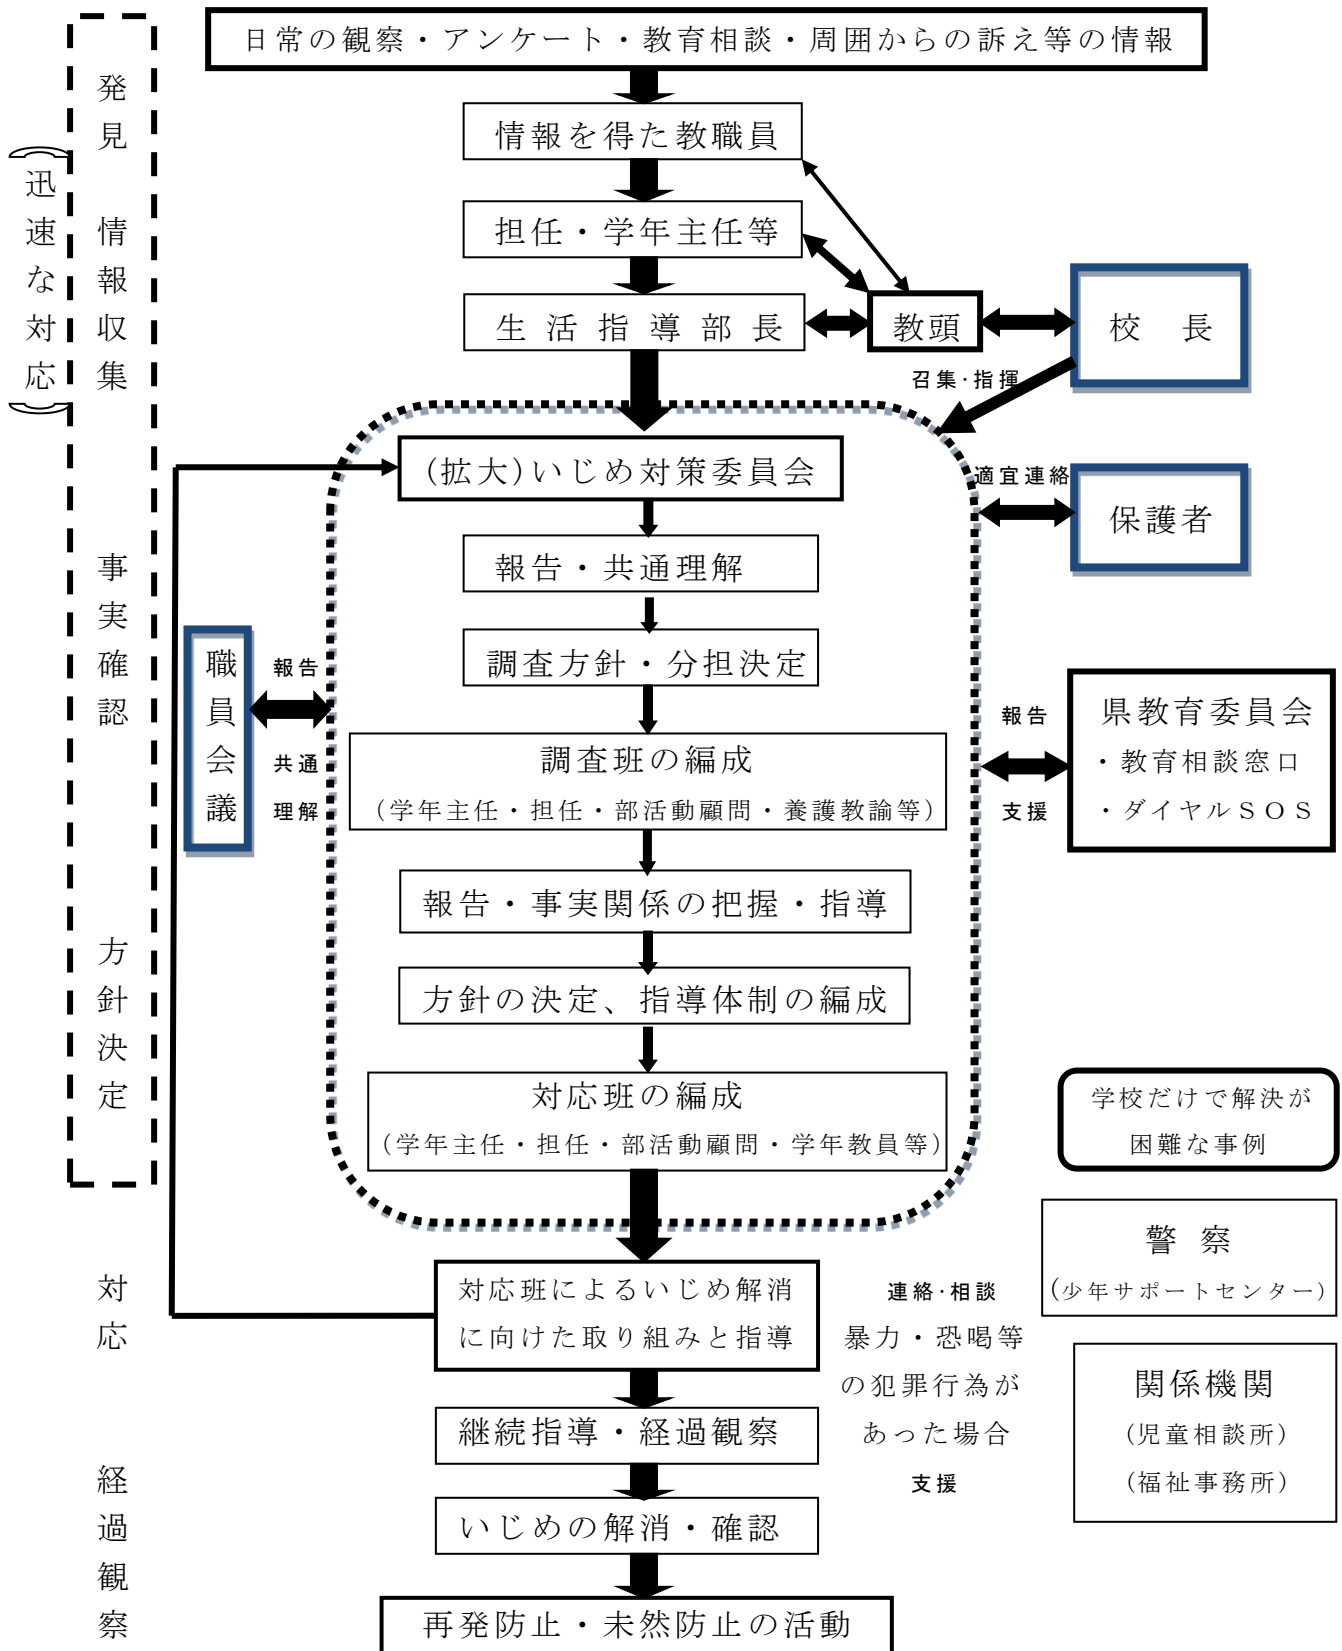 日常の観察・アンケート・教育相談・周囲からの訴え等の情報
発見 情報収集 事実確認 方針決定
(迅速な対応)
情報を得た教職員
担任・学年主任等
生活指導部長
教頭
校 長
召集・指揮
(拡大)いじめ対策委員会
適宜連絡
保護者
報告・共通理解
調査方針・分担決定
職員会議
報告
共通
理解
調査班の編成
(学年主任・担任・部活動顧問・養護教諭等)
報告
支援
県教育委員会
・教育相談窓口
・ダイヤルSOS
報告・事実関係の把握・指導
方針の決定、指導体制の編成
対応班の編成
(学年主任・担任・部活動顧問・学年教員等)
学校だけで解決が
困難な事例
警 察
(少年サポートセンター)
対応
対応班によるいじめ解消
に向けた取り組みと指導
連絡・相談
暴力・恐喝等
の犯罪行為が
あった場合
支援
関係機関
(児童相談所)
(福祉事務所)
経過観察
継続指導・経過観察
いじめの解消・確認
再発防止・未然防止の活動